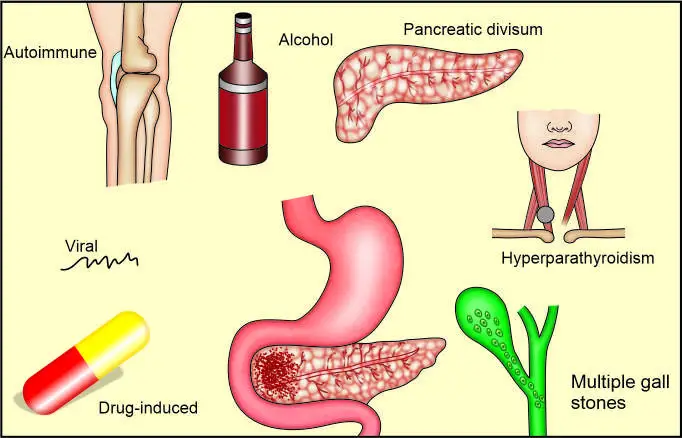 Autoimmune
Alcohol
Pancreatic divisum
Viral
Hyperparathyroidism
Drug-induced
Multiple gall
stones